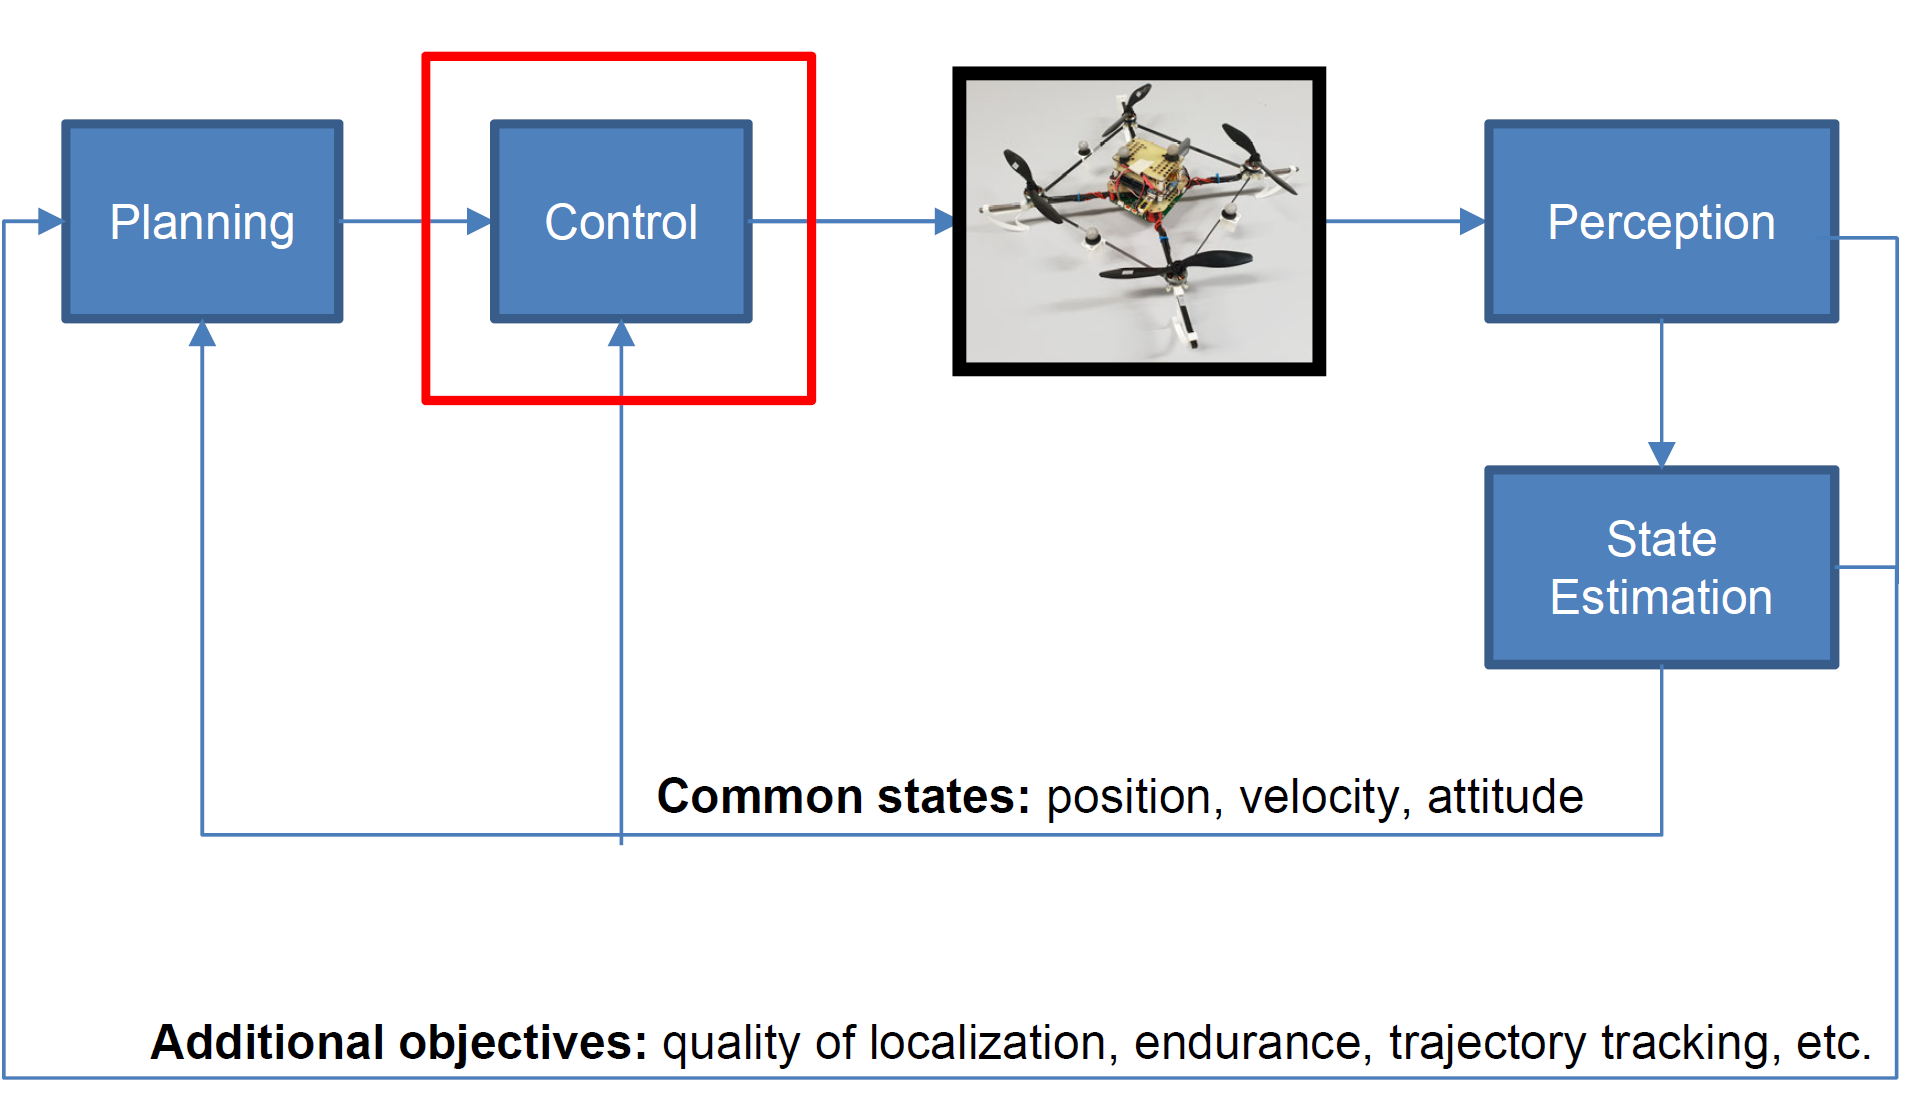 Planning
Control
Perception
State
Estimation
Common states: position, velocity, attitude
Additional objectives: quality of localization, endurance, trajectory tracking, etc.